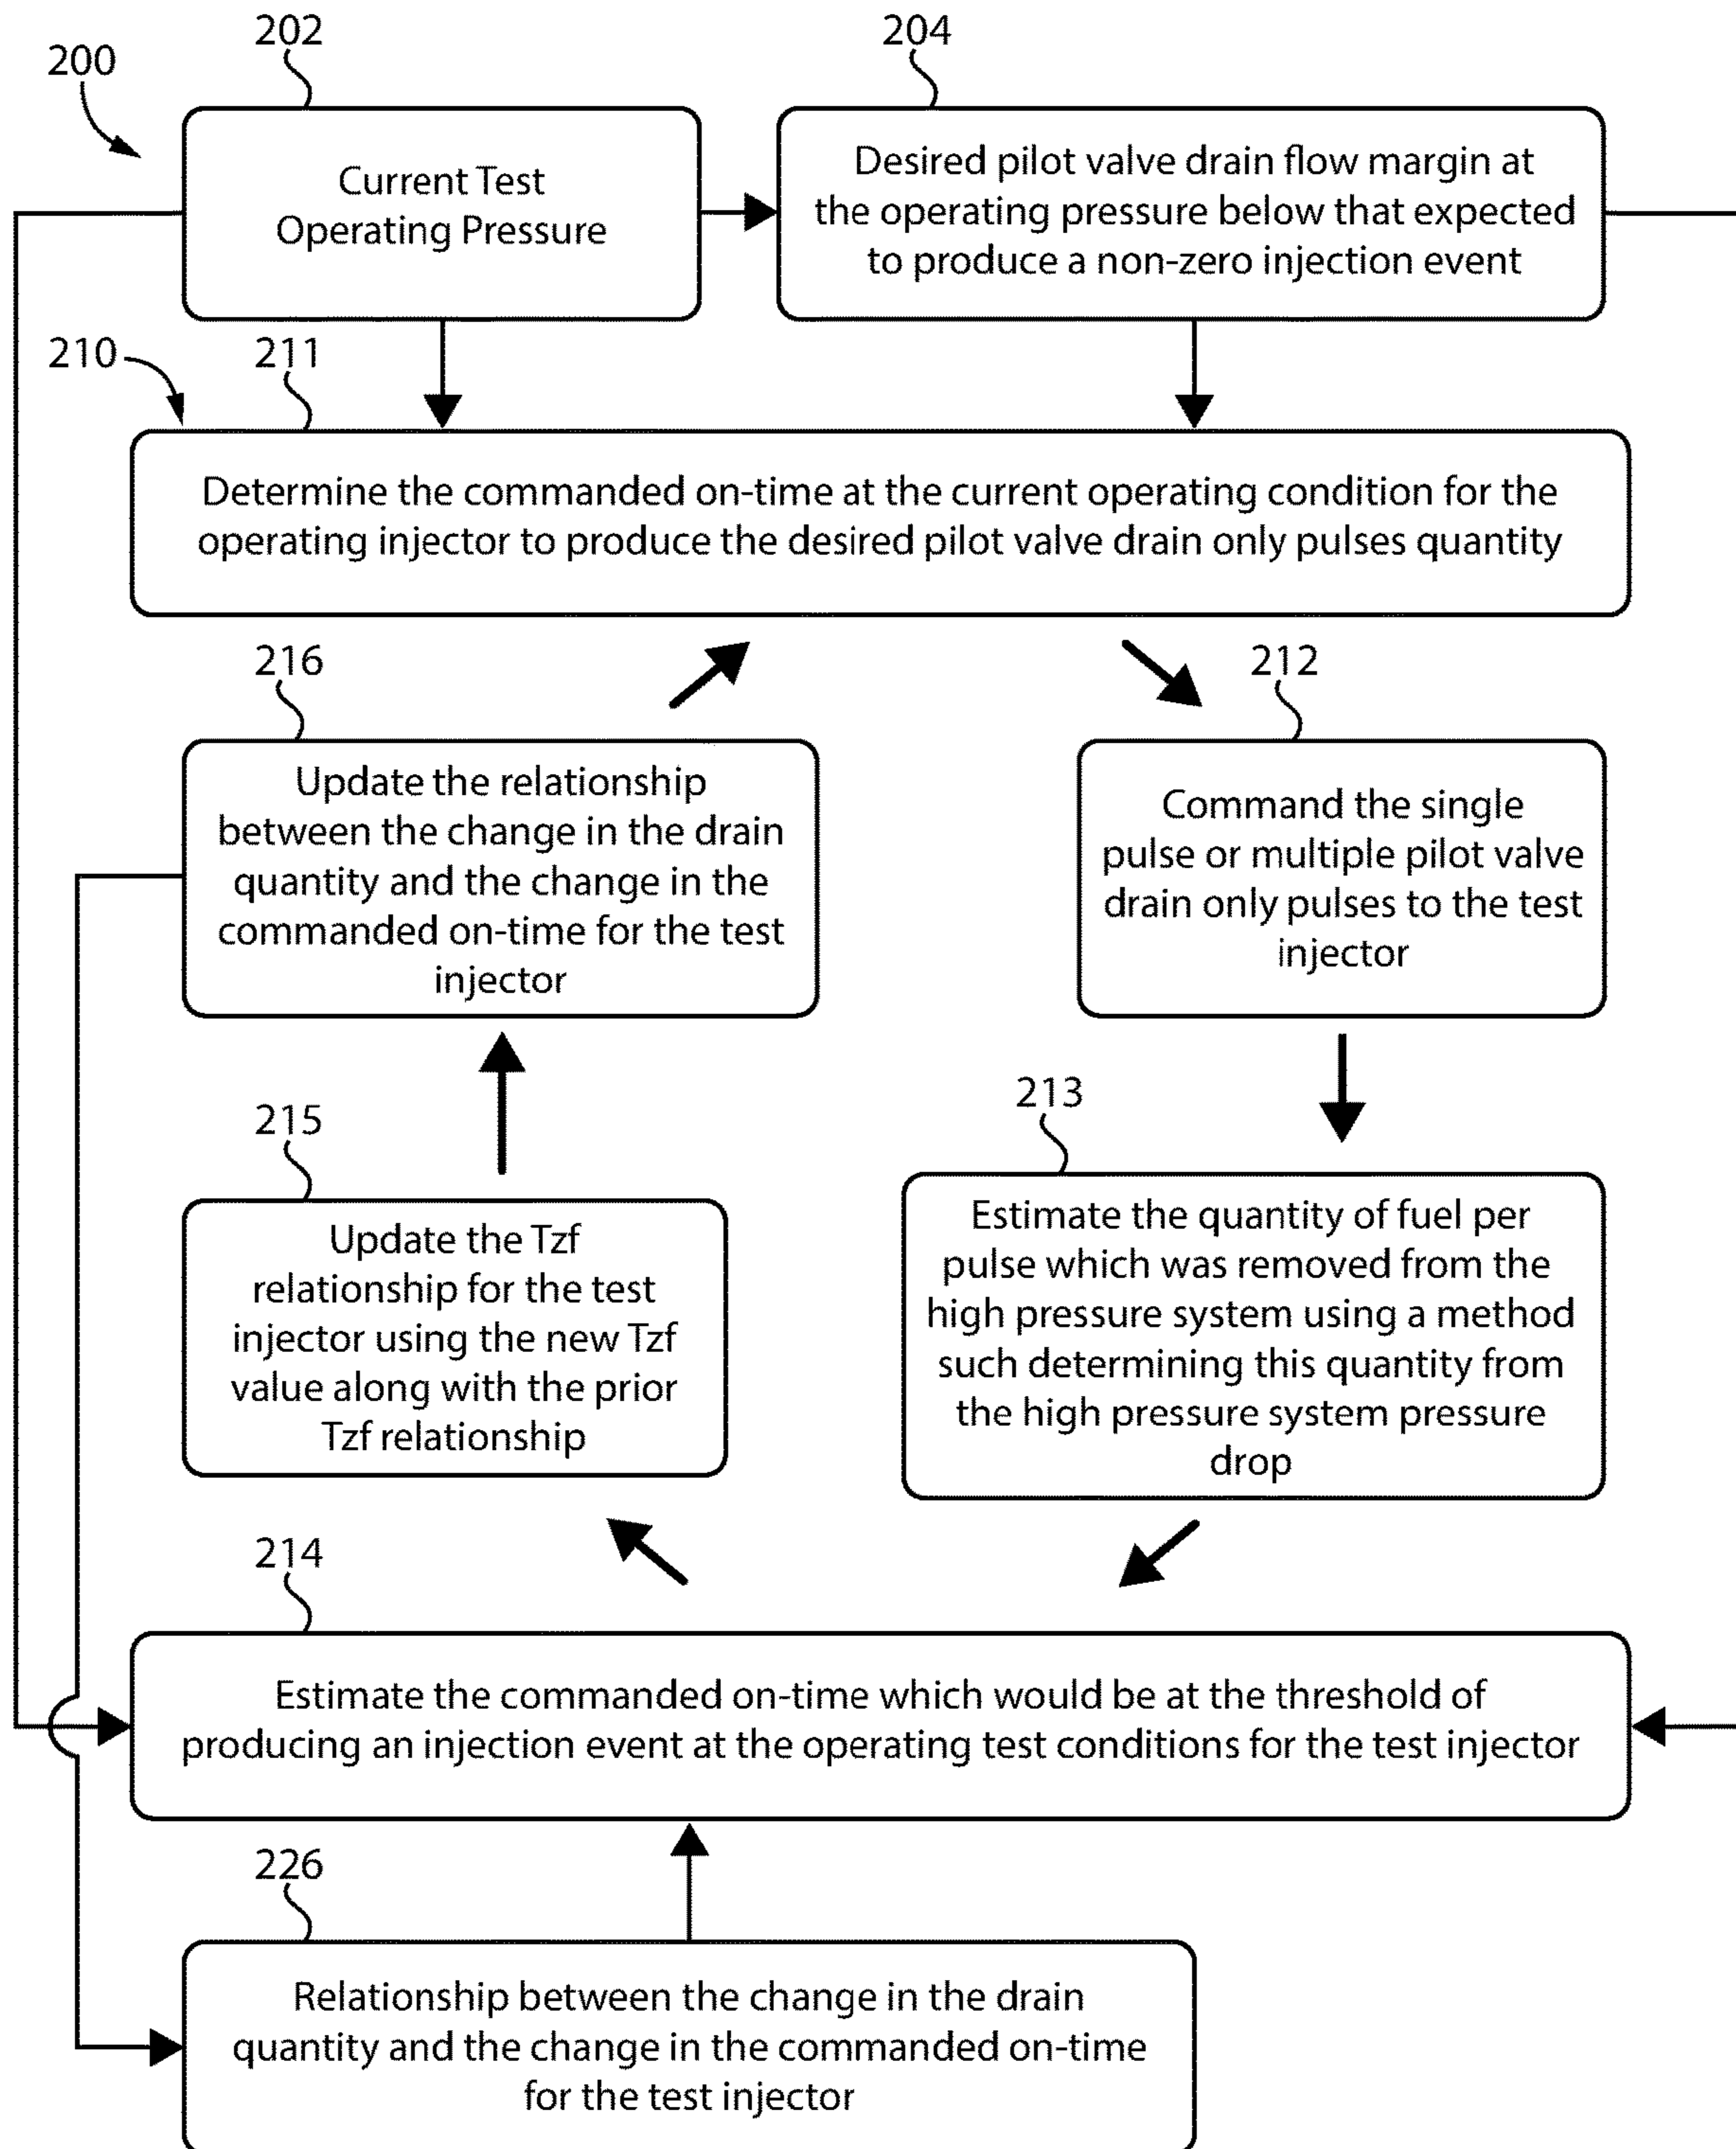 200
202
204
Current Test
Operating Pressure
Desired pilot valve drain flow margin at
the operating pressure below that expected
to produce a non-zero injection event
210
211
Determine the commanded on-time at the current operating condition for the
operating injector to produce the desired pilot valve drain only pulses quantity
216
212
Update the relationship
between the change in the drain
quantity and the change in the
commanded on-time for the test
injector
Command the single
pulse or multiple pilot valve
drain only pulses to the test
injector
215
213
Update the Tzf
relationship for the test
injector using the new Tzf
value along with the prior
Tzf relationship
Estimate the quantity of fuel per
pulse which was removed from the
high pressure system using a method
such determining this quantity from
the high pressure system pressure
drop
214
Estimate the commanded on-time which would be at the threshold of
producing an injection event at the operating test conditions for the test injector
226
Relationship between the change in the drain
quantity and the change in the commanded on-time
for the test injector